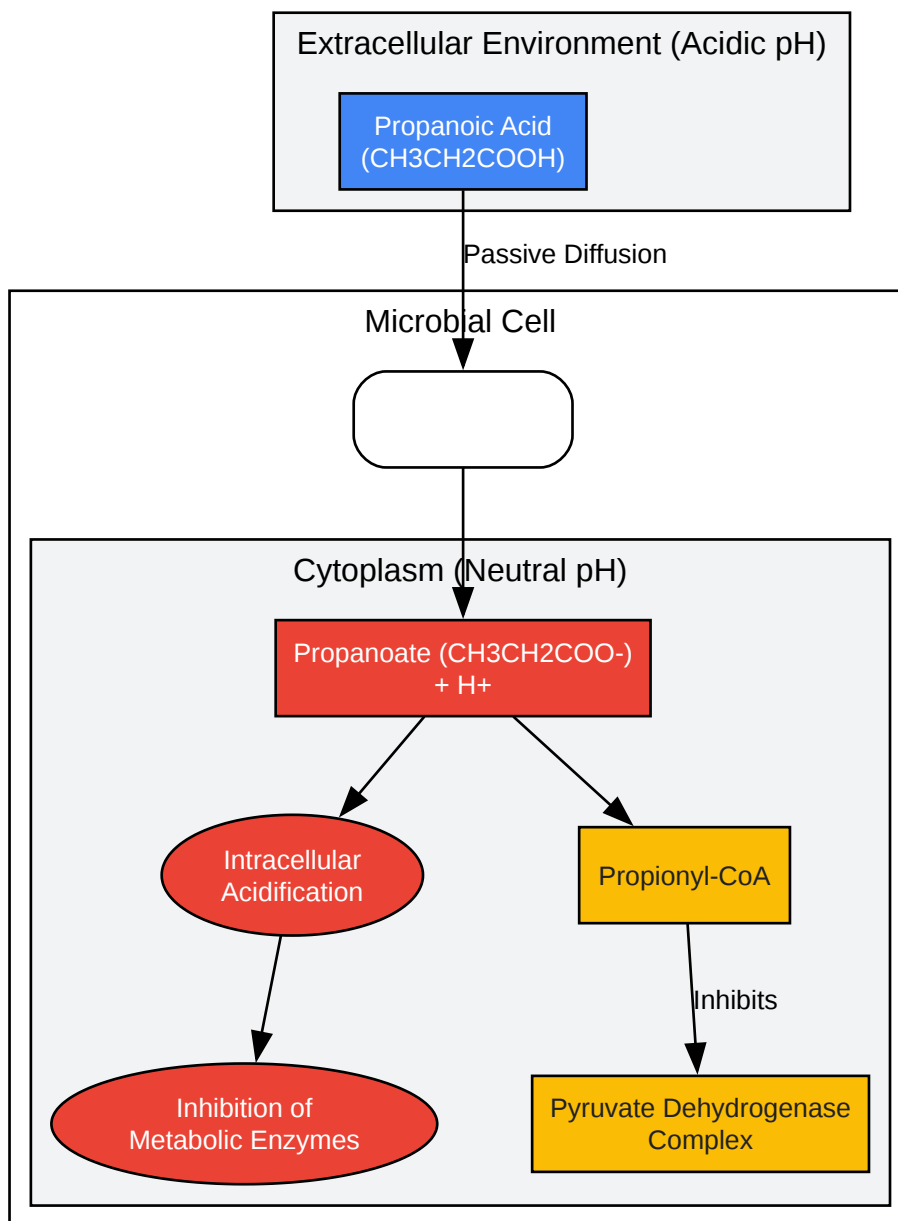 Extracellular Environment (Acidic pH)
Propanoic Acid
(CH3CH2COOH)
Passive Diffusion
Microbial Cell
Cytoplasm (Neutral pH)
Propanoate (CH3CH2COO-)
+ H+
Intracellular
Acidification
Propionyl-CoA
Inhibits
Inhibition of
Metabolic Enzymes
Pyruvate Dehydrogenase
Complex